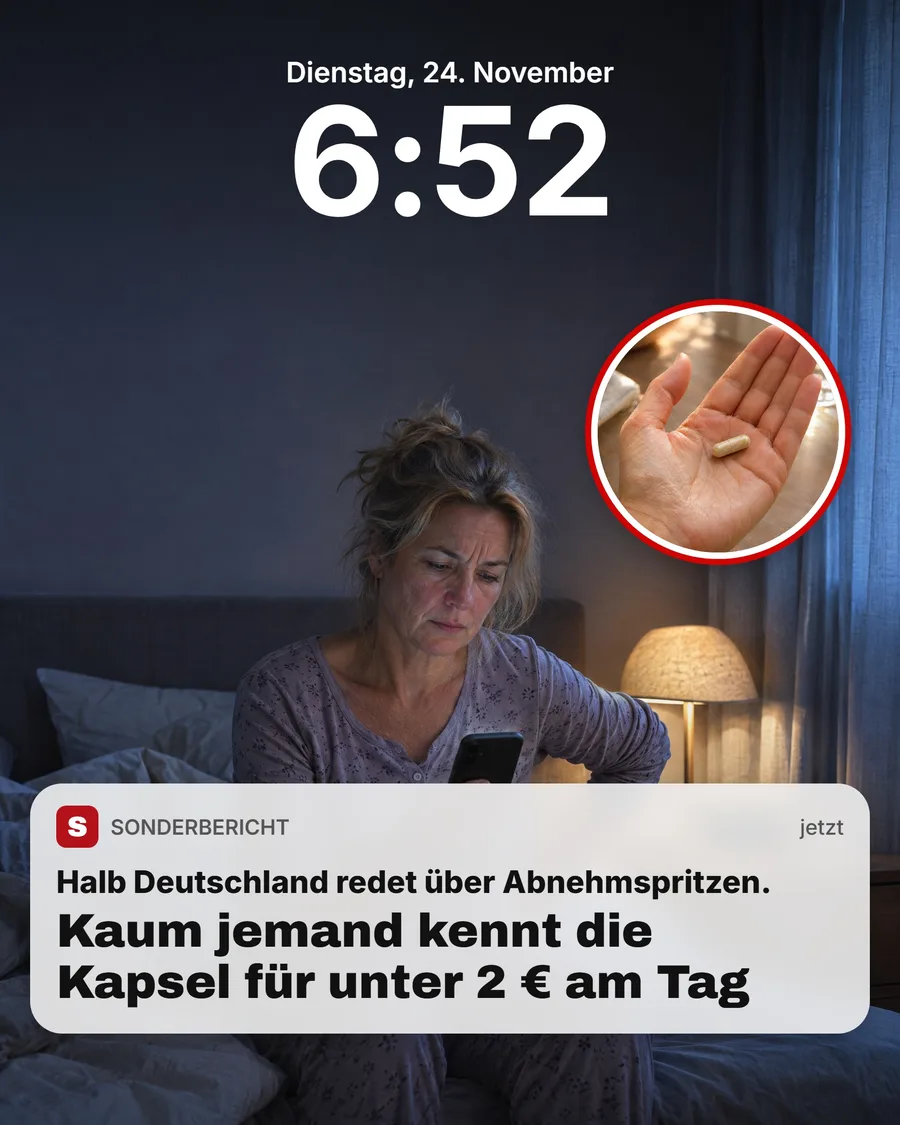 Dienstag, 24. November
6:52
S SONDERBERICHT jetzt
Halb Deutschland redet über Abnehmspritzen.
Kaum jemand kennt die
Kapsel für unter 2 € am Tag